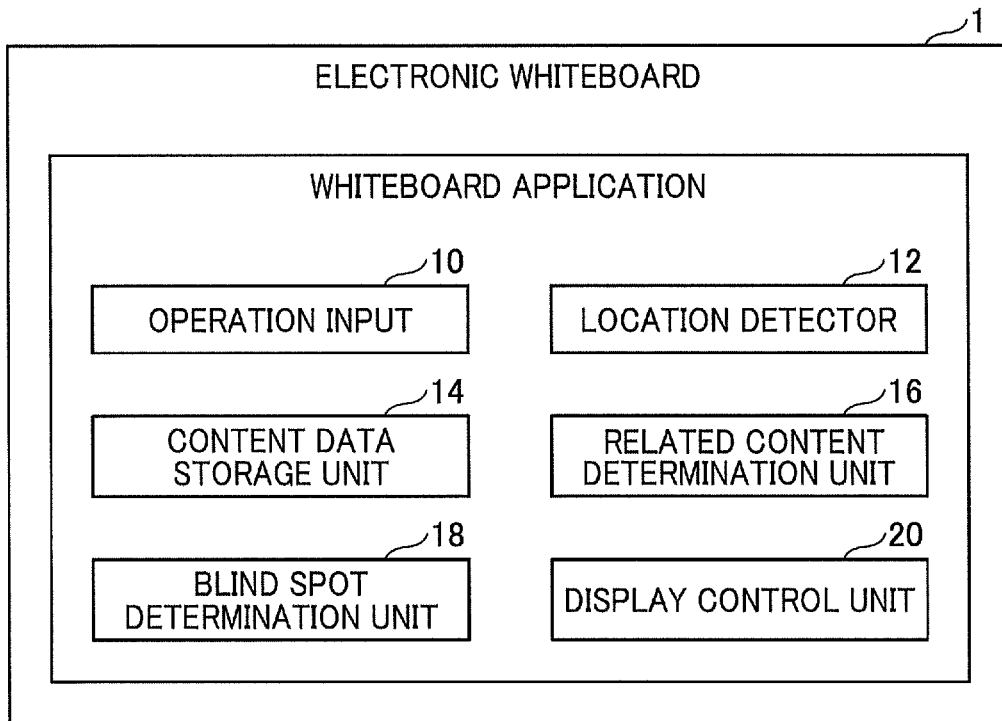 1
ELECTRONIC WHITEBOARD
WHITEBOARD APPLICATION
10
OPERATION INPUT
12
LOCATION DETECTOR
14
CONTENT DATA
STORAGE UNIT
16
RELATED CONTENT
DETERMINATION UNIT
18
BLIND SPOT
DETERMINATION UNIT
20
DISPLAY CONTROL UNIT